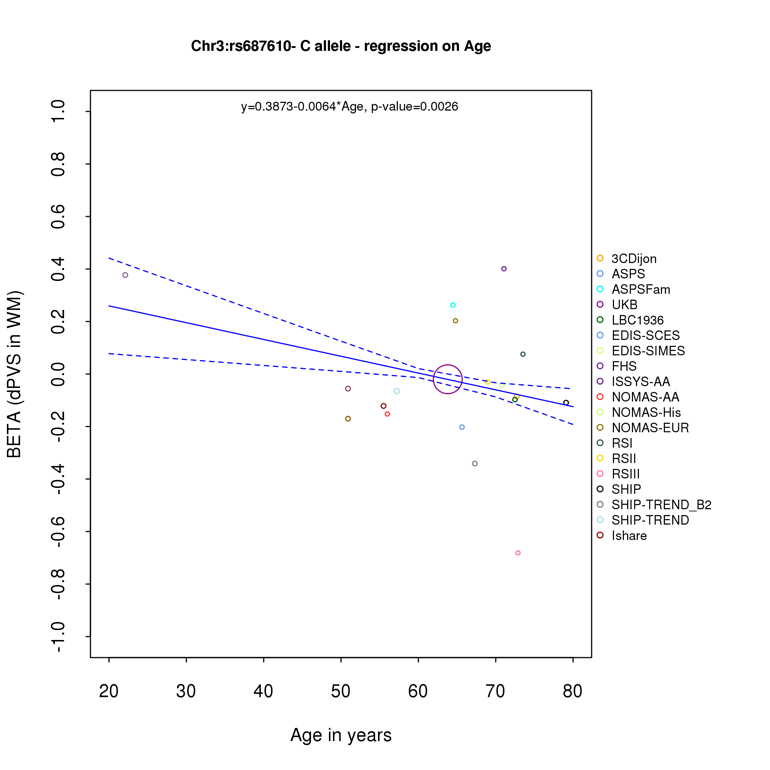 Chr3:rs687610- C allele - regression on Age
y=0.3873-0.0064*Age, p-value=0.0026
1.0
0.8
0.6
0.4
0.2
0.0
-0.2
-0.4
-0.6
-0.8
-1.0
BETA (dPVS in WM)
20 30 40 50 60 70 80
Age in years
3CDijon
ASPS
ASPSFam
UKB
LBC1936
EDIS-SCES
EDIS-SIMES
FHS
ISSYS-AA
NOMAS-AA
NOMAS-His
NOMAS-EUR
RSI
RSII
RSIII
SHIP
SHIP-TREND_B2
SHIP-TREND
Ishare